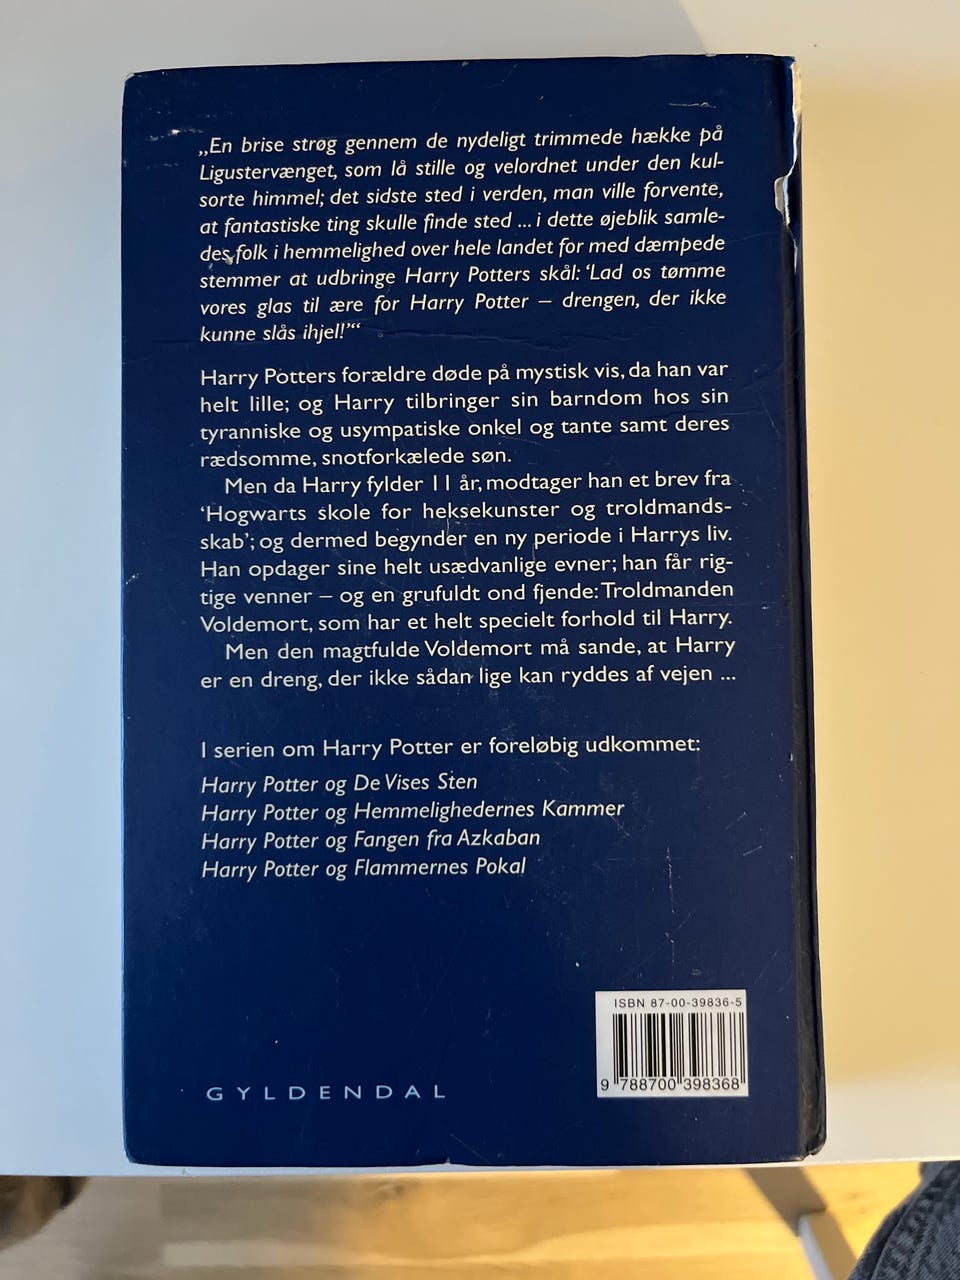 „En brise strøg gennem de nydeligt trimmede hække på
Ligustervænget, som lå stille og velordnet under den kul-
sorte himmel; det sidste sted i verden, man ville forvente,
at fantastiske ting skulle finde sted ... i dette øjeblik samle-
des folk i hemmelighed over hele landet for med dæmpede
stemmer at udbringe Harry Potters skål: ‘Lad os tømme
vores glas til ære for Harry Potter – drengen, der ikke
kunne slås ihjel!’“
Harry Potters forældre døde på mystisk vis, da han var
helt lille; og Harry tilbringer sin barndom hos sin
tyranniske og usympatiske onkel og tante samt deres
rædsomme, snotforkælede søn.
Men da Harry fylder 11 år, modtager han et brev fra
‘Hogwarts skole for heksekunster og troldmands-
skab’; og dermed begynder en ny periode i Harrys liv.
Han opdager sine helt usædvanlige evner; han får rig-
tige venner – og en grufuldt ond fjende: Troldmanden
Voldemort, som har et helt specielt forhold til Harry.
Men den magtfulde Voldemort må sande, at Harry
er en dreng, der ikke sådan lige kan ryddes af vejen ...
I serien om Harry Potter er foreløbig udkommet:
Harry Potter og De Vises Sten
Harry Potter og Hemmelighedernes Kammer
Harry Potter og Fangen fra Azkaban
Harry Potter og Flammernes Pokal
ISBN 87-00-39836-5
9 788700 398368
GYLDENDAL